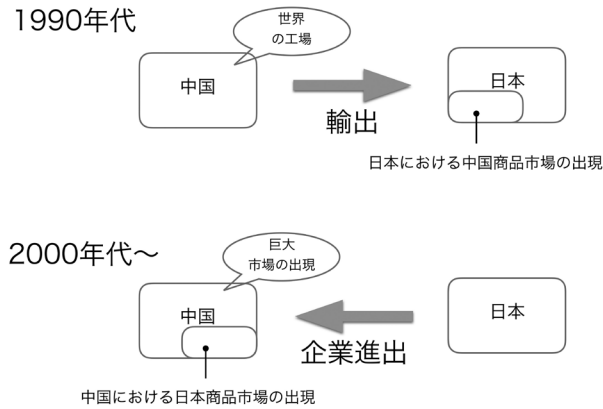 1990年代
世界
の工場
中国
日本
輸出
日本における中国商品市場の出現
2000年代〜
巨大
市場の出現
中国
日本
企業進出
中国における日本商品市場の出現